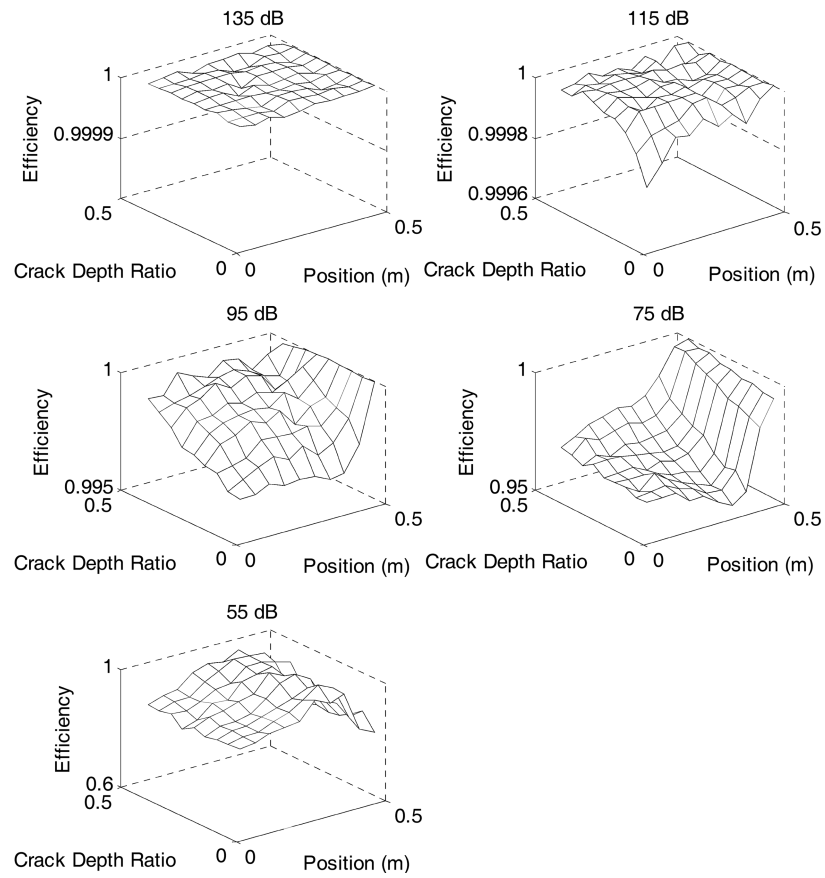 135 dB
115 dB
1
0.9999
0.9996
0.5
Efficiency
Crack Depth Ratio
0 0
Position (m)
0.5
1
0.9998
0.9996
0.5
Efficiency
Crack Depth Ratio
0 0
Position (m)
0.5
95 dB
75 dB
1
0.995
0.5
Efficiency
Crack Depth Ratio
0 0
Position (m)
0.5
1
0.95
0.5
Efficiency
Crack Depth Ratio
0 0
Position (m)
0.5
55 dB
1
0.6
0.5
Efficiency
Crack Depth Ratio
0 0
Position (m)
0.5